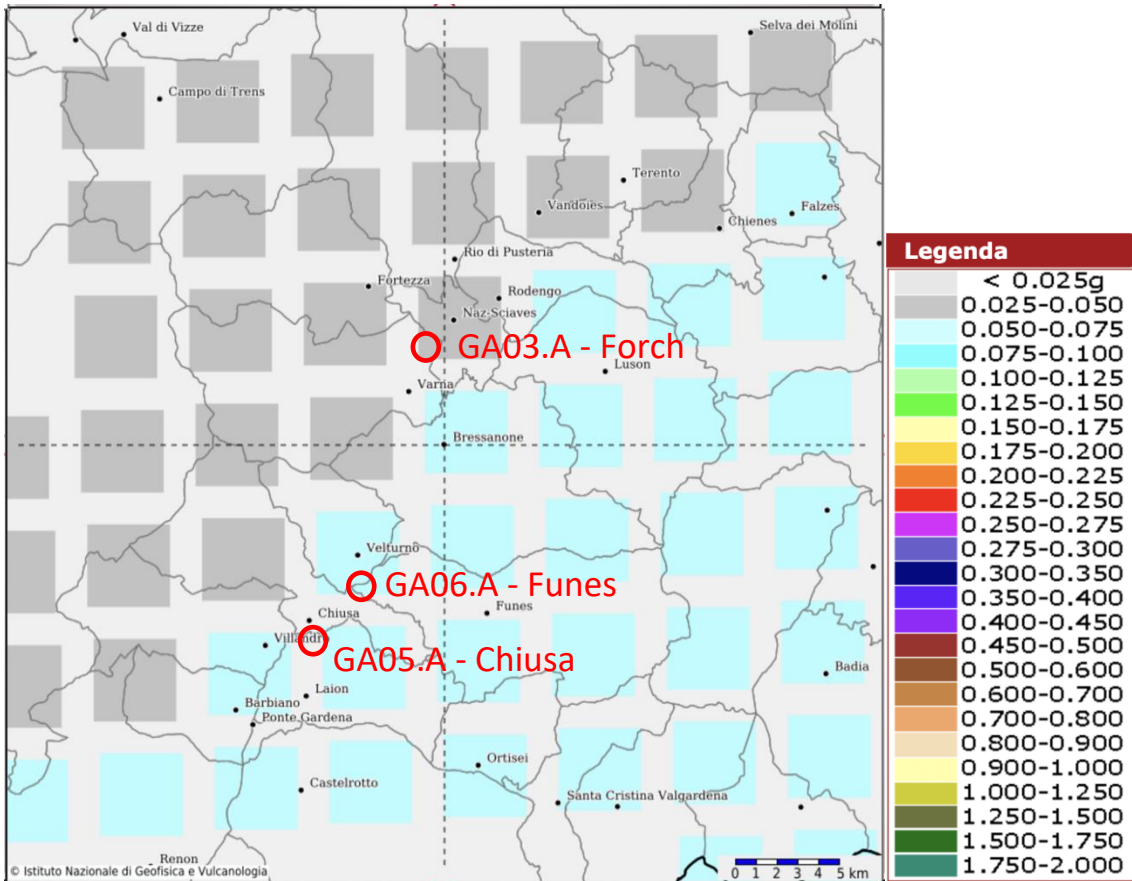 Val di Vizze
Selva dei Molini
Campo di Trens
Terento
Vandoies
Falzes
Chienes
Rio di Pusteria
Fortezza
Rodengo
Naz-Sciaves
GA03.A - Forch
Luson
Varna
Bressanone
Velturno
GA06.A - Funes
Funes
Chiusa
Villandro
GA05.A - Chiusa
Badia
Laion
Barbiano
Ponte Gardena
Ortisei
Castelrotto
Santa Cristina Valgardena
Renon
© Istituto Nazionale di Geofisica e Vulcanologia
0 1 2 3 4 5 km
Legenda
< 0.025g
0.025-0.050
0.050-0.075
0.075-0.100
0.100-0.125
0.125-0.150
0.150-0.175
0.175-0.200
0.200-0.225
0.225-0.250
0.250-0.275
0.275-0.300
0.300-0.350
0.350-0.400
0.400-0.450
0.450-0.500
0.500-0.600
0.600-0.700
0.700-0.800
0.800-0.900
0.900-1.000
1.000-1.250
1.250-1.500
1.500-1.750
1.750-2.000